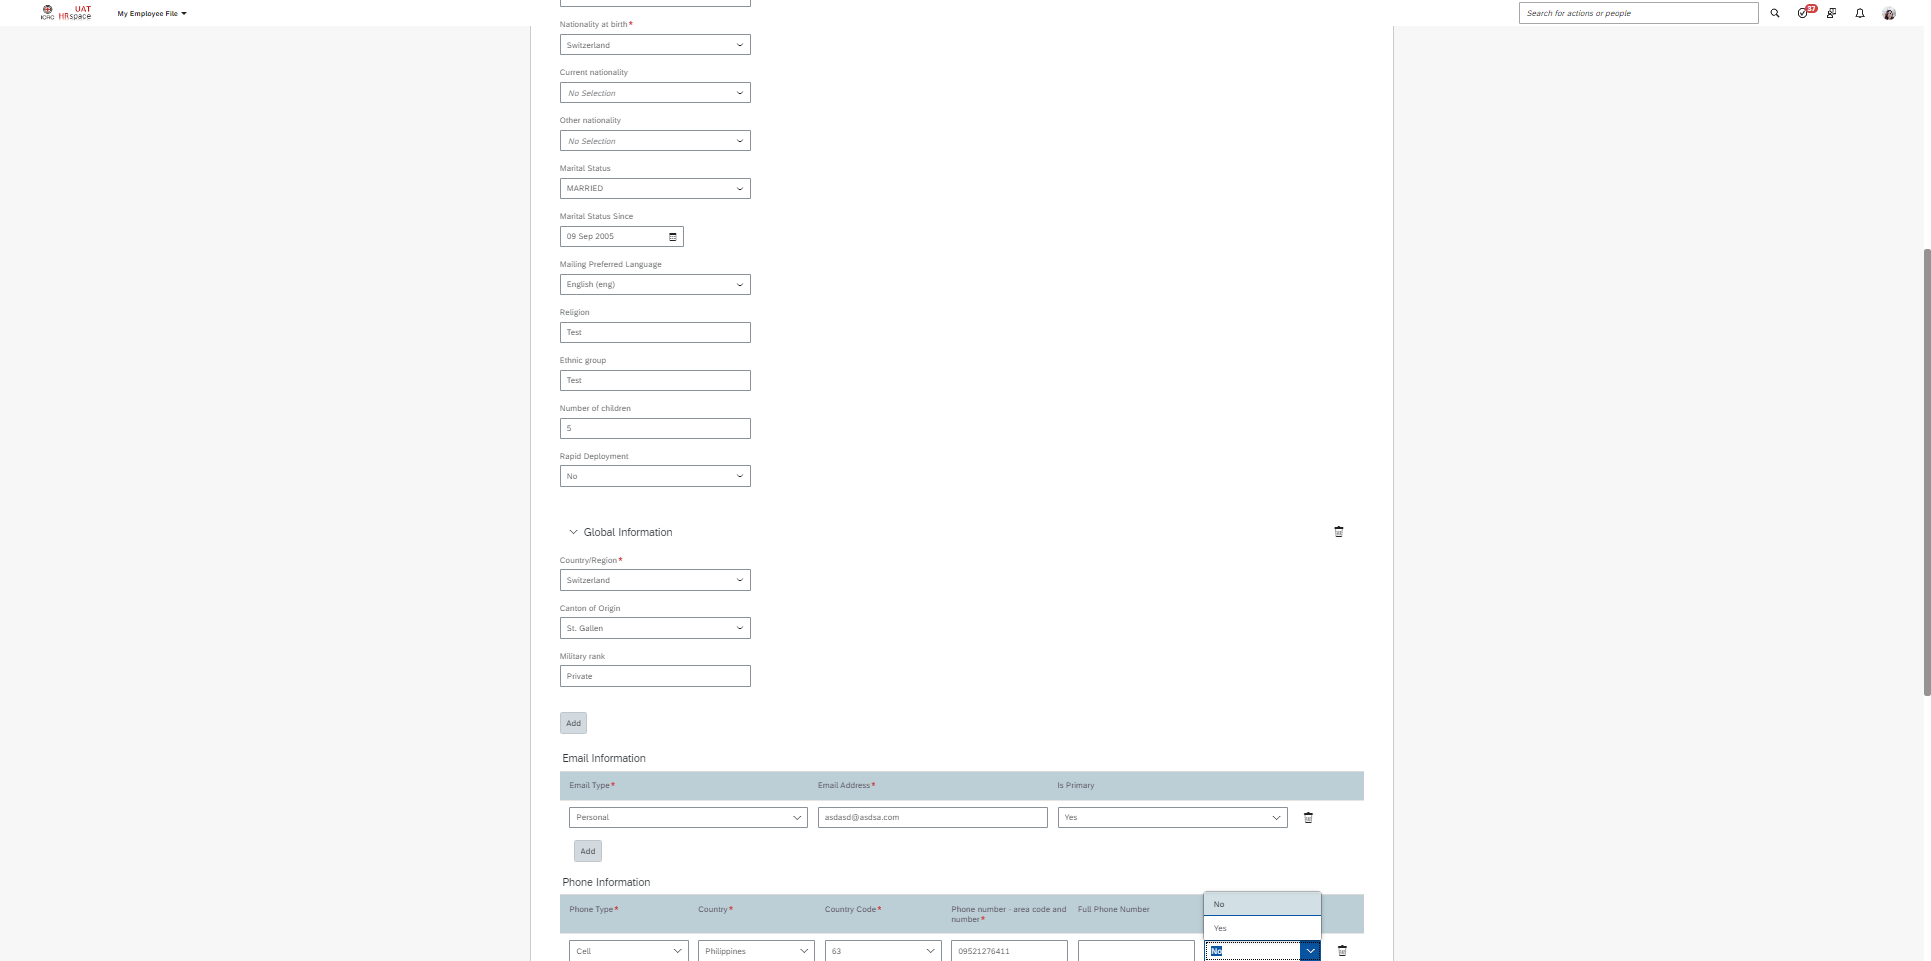 ICRC
UAT
HRspace
My Employee File
Search for actions or people
37
Nationality at birth*
Switzerland
Current nationality
No Selection
Other nationality
No Selection
Marital Status
MARRIED
Marital Status Since
09 Sep 2005
Mailing Preferred Language
English (eng)
Religion
Test
Ethnic group
Test
Number of children
5
Rapid Deployment
No
Global Information
Country/Region*
Switzerland
Canton of Origin
St. Gallen
Military rank
Private
Add
Email Information
Email Type* Email Address* Is Primary
Personal asdasd@asdsa.com Yes
Add
Phone Information
Phone Type* Country* Country Code* Phone number - area code and
number* Full Phone Number
No
Yes
Cell Philippines 63 09521276411 No